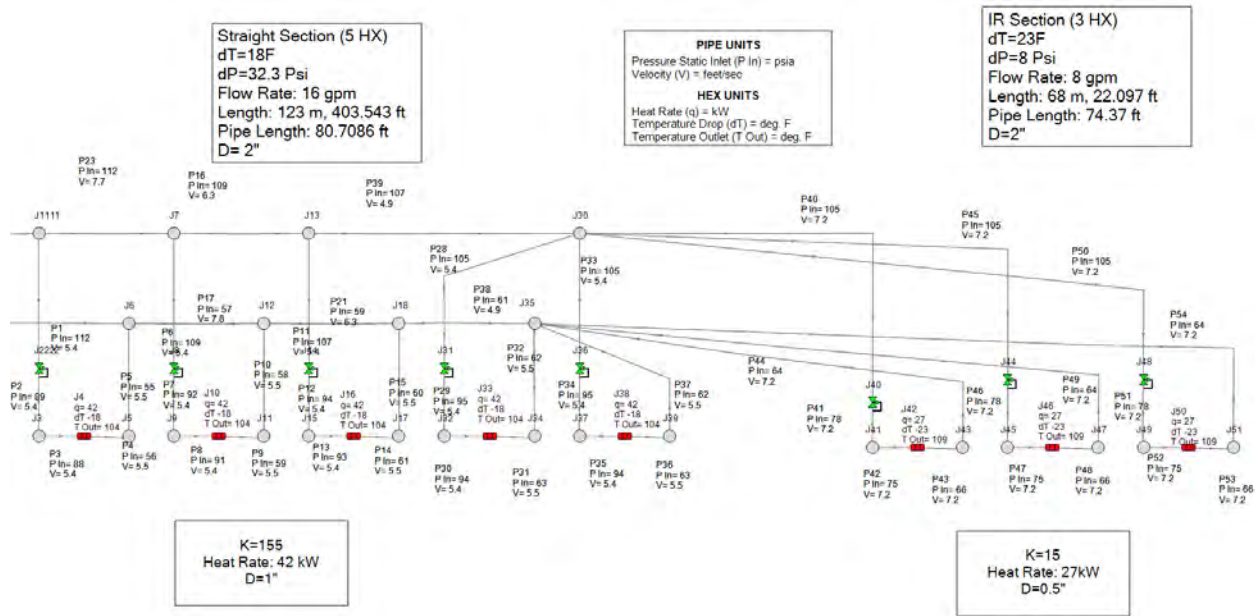 Straight Section (5 HX)
dT=18F
dP=32.3 Psi
Flow Rate: 16 gpm
Length: 123 m, 403.543 ft
Pipe Length: 80.7086 ft
D= 2"
PIPE UNITS
Pressure Static Inlet (P In) = psia
Velocity (V) = feet/sec
HEX UNITS
Heat Rate (q) = kW
Temperature Drop (dT) = deg. F
Temperature Outlet (T Out) = deg. F
IR Section (3 HX)
dT=23F
dP=8 Psi
Flow Rate: 8 gpm
Length: 68 m, 22.097 ft
Pipe Length: 74.37 ft
D=2"
P23
P In= 112
V= 7.7
P16
P In= 109
V= 6.3
P39
P In= 107
V= 4.9
P40
P In= 105
V= 7.2
P45
P In= 105
V= 7.2
P50
P In= 105
V= 7.2
J1111
J7
J13
J30
P28
P In= 105
V= 5.4
P33
P In= 105
V= 5.4
J6
P17
P In= 57
V= 7.8
J12
P21
P In= 59
V= 6.3
J18
P38
P In= 61
V= 4.9
J35
P54
P In= 64
V= 7.2
P1
P In= 112
V= 5.4
P6
P In= 109
V= 5.4
P11
P In= 107
V= 5.4
P32
P In= 62
V= 5.5
P44
P In= 64
V= 7.2
J31
J44
J48
J40
P2
P In= 89
V= 5.4
P5
P In= 55
V= 5.5
P7
P In= 92
V= 5.4
P10
P In= 58
V= 5.5
P12
P In= 94
V= 5.4
P15
P In= 60
V= 5.5
P29
P In= 95
V= 5.4
P34
P In= 95
V= 5.4
P37
P In= 62
V= 5.5
P41
P In= 78
V= 7.2
P46
P In= 78
V= 7.2
P49
P In= 64
V= 7.2
P51
P In= 78
V= 7.2
J4
q= 42
dT -18
T Out= 104
J10
q= 42
dT -18
T Out= 104
J16
q= 42
dT -18
T Out= 104
J33
q= 42
dT -18
T Out= 104
J38
q= 42
dT -18
T Out= 104
J42
q= 27
dT -23
T Out= 109
J46
q= 27
dT -23
T Out= 109
J50
q= 27
dT -23
T Out= 109
J3
J5
J9
J11
J15
J17
J32
J34
J37
J39
J41
J43
J45
J47
J49
J51
P3
P In= 88
V= 5.4
P4
P In= 56
V= 5.5
P8
P In= 91
V= 5.4
P9
P In= 59
V= 5.5
P13
P In= 93
V= 5.4
P14
P In= 61
V= 5.5
P30
P In= 94
V= 5.4
P31
P In= 63
V= 5.5
P35
P In= 94
V= 5.4
P36
P In= 63
V= 5.5
P42
P In= 75
V= 7.2
P43
P In= 66
V= 7.2
P47
P In= 75
V= 7.2
P48
P In= 66
V= 7.2
P52
P In= 75
V= 7.2
P53
P In= 66
V= 7.2
K=155
Heat Rate: 42 kW
D=1"
K=15
Heat Rate: 27kW
D=0.5"